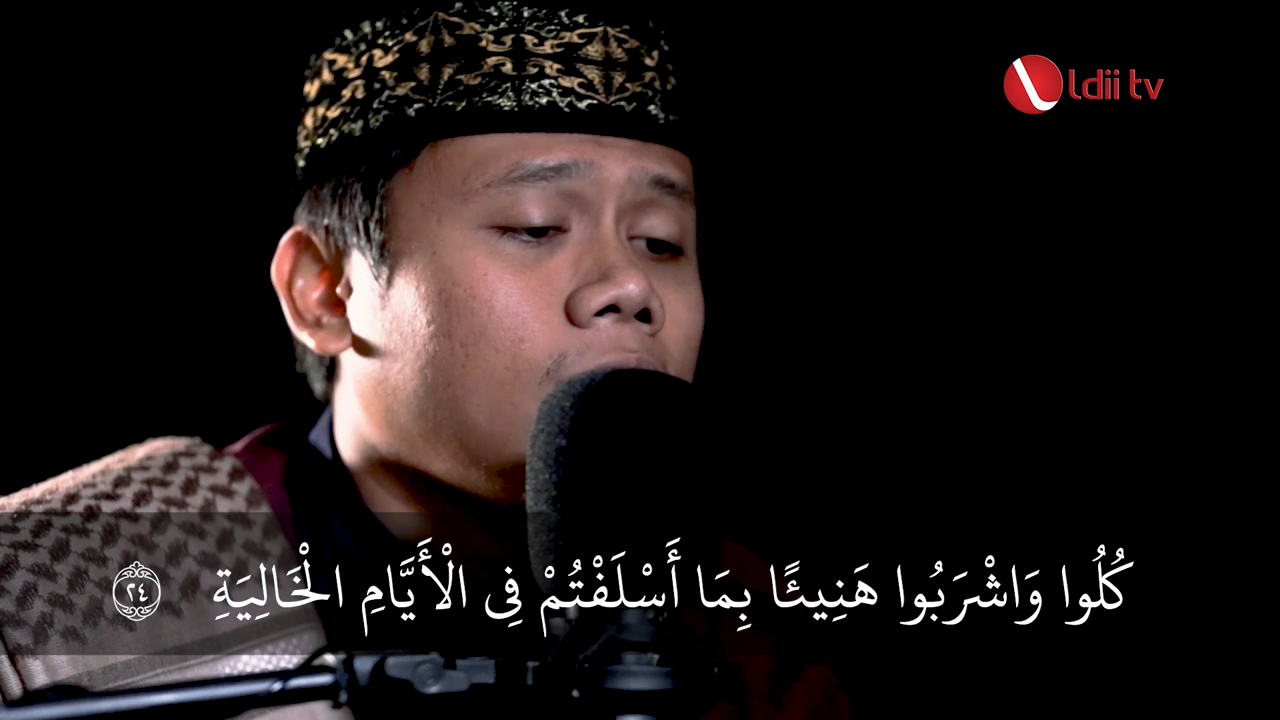 ldii tv
كُلُوا وَاشْرَبُوا هَنِيئًا بِمَا أَسْلَفْتُمْ فِي الْأَيَّامِ الْخَالِيَةِ ٢٤